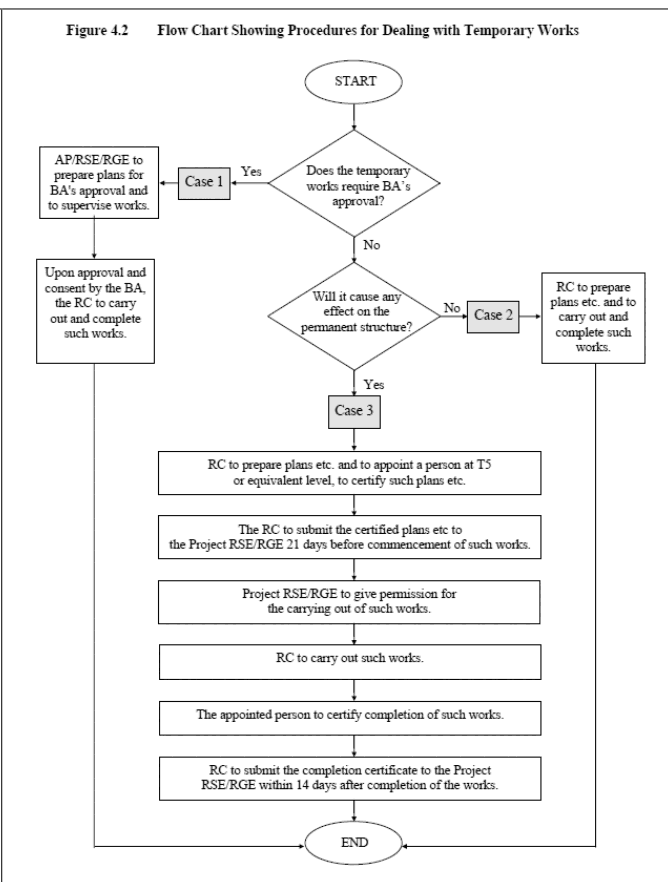 Figure 4.2 Flow Chart Showing Procedures for Dealing with Temporary Works
START
Does the temporary
works require BA's
approval?
Yes
Case 1
AP/RSE/RGE to
prepare plans for
BA's approval and
to supervise works.
Upon approval and
consent by the BA,
the RC to carry
out and complete
such works.
No
Will it cause any
effect on the
permanent structure?
No
Case 2
RC to prepare
plans etc. and to
carry out and
complete such
works.
Yes
Case 3
RC to prepare plans etc. and to appoint a person at T5
or equivalent level, to certify such plans etc.
The RC to submit the certified plans etc to
the Project RSE/RGE 21 days before commencement of such works.
Project RSE/RGE to give permission for
the carrying out of such works.
RC to carry out such works.
The appointed person to certify completion of such works.
RC to submit the completion certificate to the Project
RSE/RGE within 14 days after completion of the works.
END